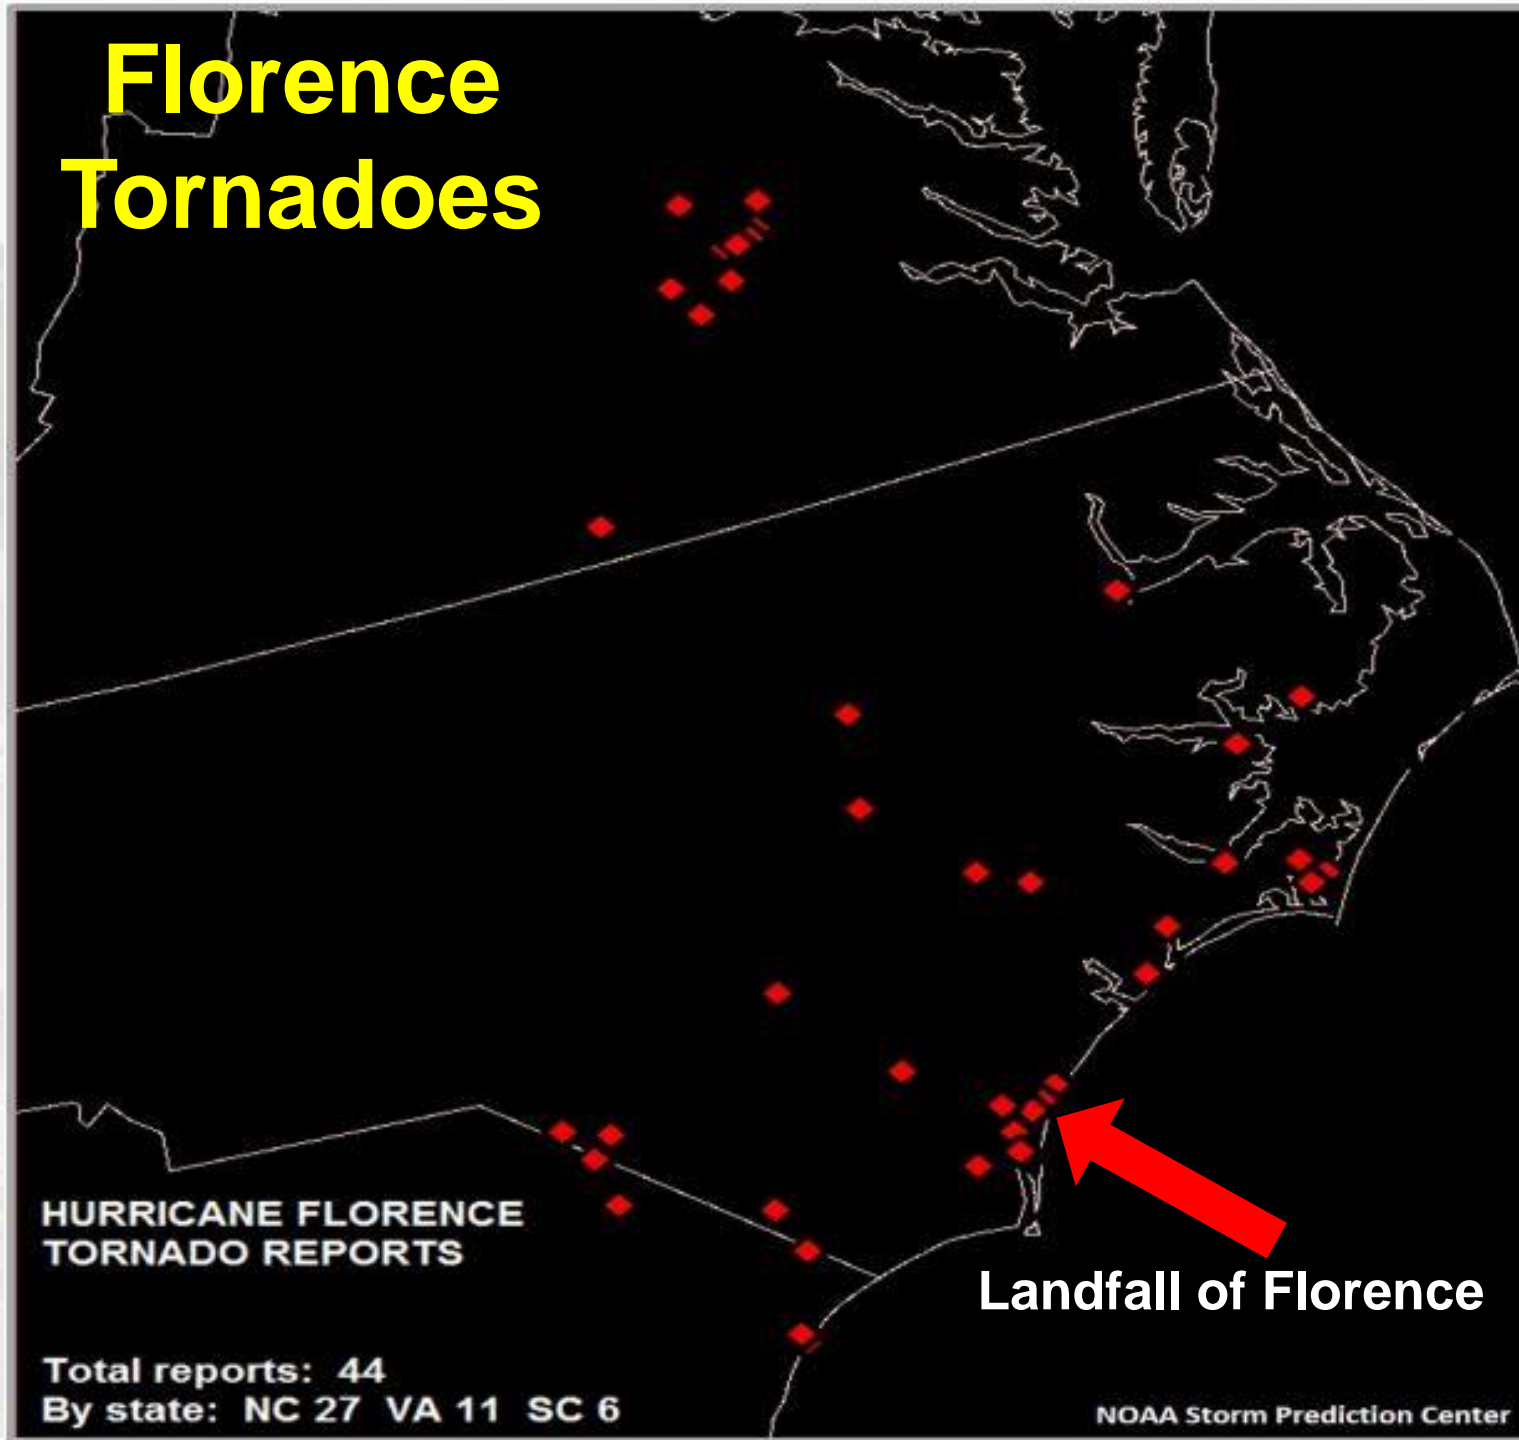 Florence
Tornadoes
HURRICANE FLORENCE
TORNADO REPORTS
Landfall of Florence
Total reports: 44
By state: NC 27 VA 11 SC 6
NOAA Storm Prediction Center